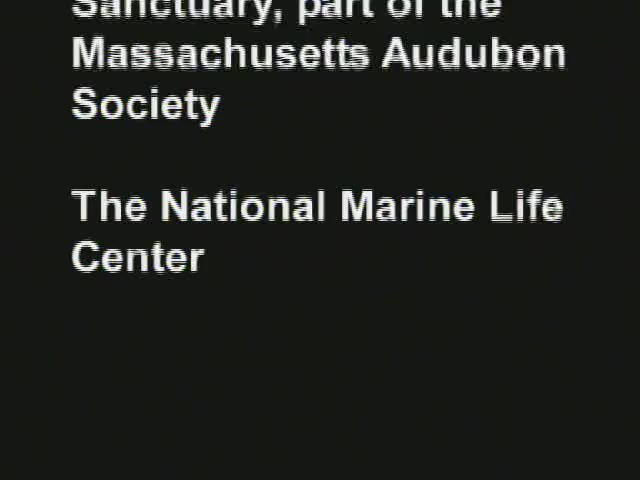 Sanctuary, part of the
Massachusetts Audubon
Society
The National Marine Life
Center